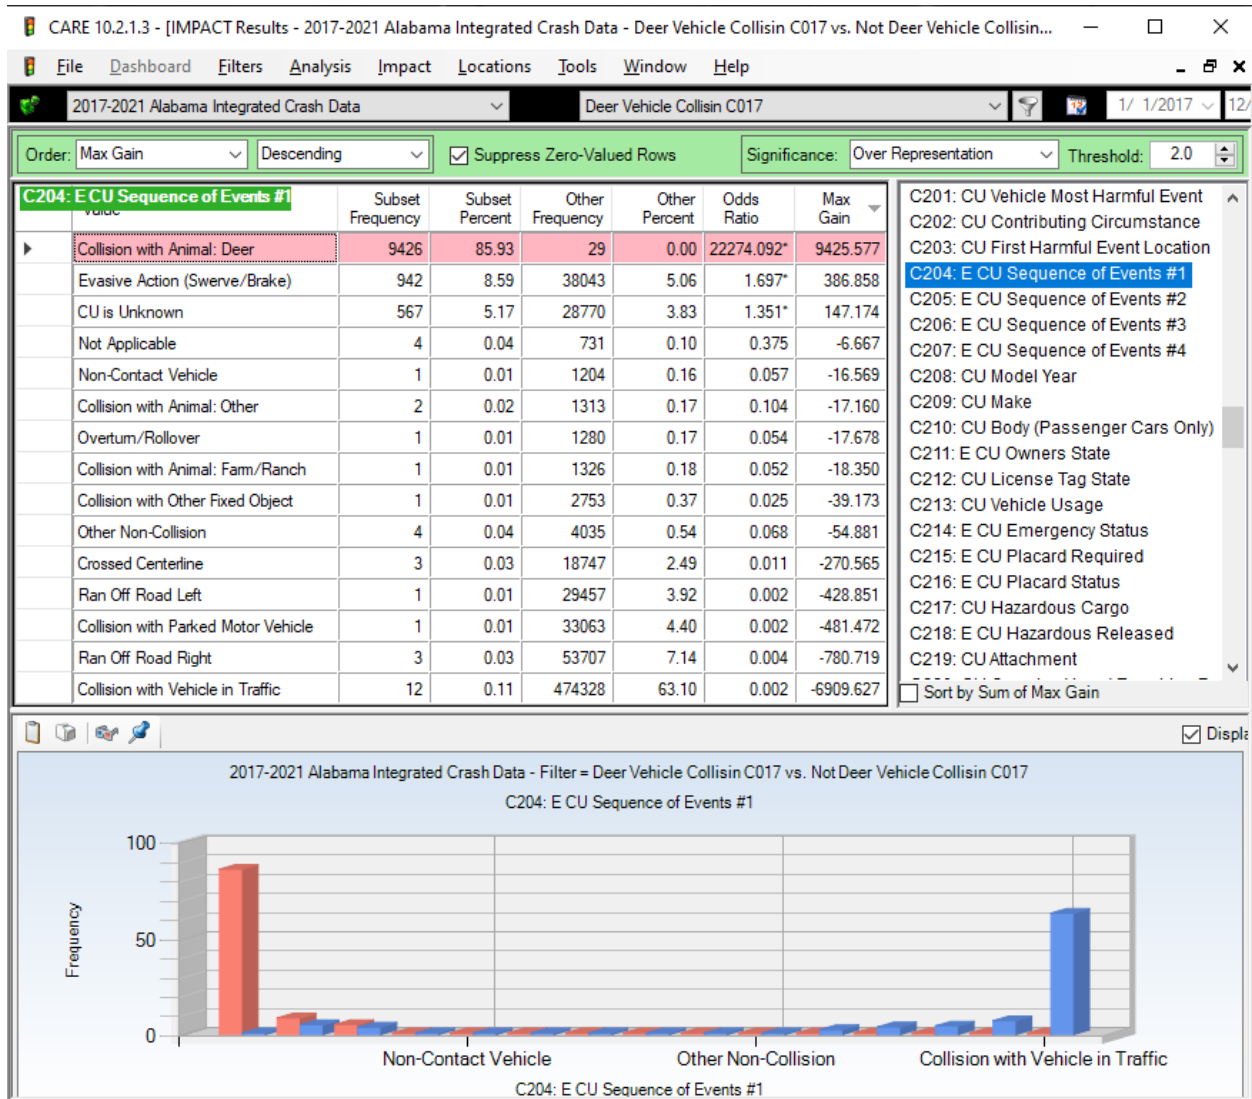 CARE 10.2.1.3 - [IMPACT Results - 2017-2021 Alabama Integrated Crash Data - Deer Vehicle Collisin C017 vs. Not Deer Vehicle Collisin...
File Dashboard Filters Analysis Impact Locations Tools Window Help
2017-2021 Alabama Integrated Crash Data Deer Vehicle Collisin C017 1/ 1/2017 12/
Order: Max Gain Descending Suppress Zero-Valued Rows Significance: Over Representation Threshold: 2.0
C204: E CU Sequence of Events #1
Value Subset Frequency Subset Percent Other Frequency Other Percent Odds Ratio Max Gain
Collision with Animal: Deer 9426 85.93 29 0.00 22274.092* 9425.577
Evasive Action (Swerve/Brake) 942 8.59 38043 5.06 1.697* 386.858
CU is Unknown 567 5.17 28770 3.83 1.351* 147.174
Not Applicable 4 0.04 731 0.10 0.375 -6.667
Non-Contact Vehicle 1 0.01 1204 0.16 0.057 -16.569
Collision with Animal: Other 2 0.02 1313 0.17 0.104 -17.160
Overturn/Rollover 1 0.01 1280 0.17 0.054 -17.678
Collision with Animal: Farm/Ranch 1 0.01 1326 0.18 0.052 -18.350
Collision with Other Fixed Object 1 0.01 2753 0.37 0.025 -39.173
Other Non-Collision 4 0.04 4035 0.54 0.068 -54.881
Crossed Centerline 3 0.03 18747 2.49 0.011 -270.565
Ran Off Road Left 1 0.01 29457 3.92 0.002 -428.851
Collision with Parked Motor Vehicle 1 0.01 33063 4.40 0.002 -481.472
Ran Off Road Right 3 0.03 53707 7.14 0.004 -780.719
Collision with Vehicle in Traffic 12 0.11 474328 63.10 0.002 -6909.627
C201: CU Vehicle Most Harmful Event
C202: CU Contributing Circumstance
C203: CU First Harmful Event Location
C204: E CU Sequence of Events #1
C205: E CU Sequence of Events #2
C206: E CU Sequence of Events #3
C207: E CU Sequence of Events #4
C208: CU Model Year
C209: CU Make
C210: CU Body (Passenger Cars Only)
C211: E CU Owners State
C212: CU License Tag State
C213: CU Vehicle Usage
C214: E CU Emergency Status
C215: E CU Placard Required
C216: E CU Placard Status
C217: CU Hazardous Cargo
C218: E CU Hazardous Released
C219: CU Attachment
Sort by Sum of Max Gain
Displa
2017-2021 Alabama Integrated Crash Data - Filter = Deer Vehicle Collisin C017 vs. Not Deer Vehicle Collisin C017
C204: E CU Sequence of Events #1
100
50
0
Frequency
Non-Contact Vehicle Other Non-Collision Collision with Vehicle in Traffic
C204: E CU Sequence of Events #1